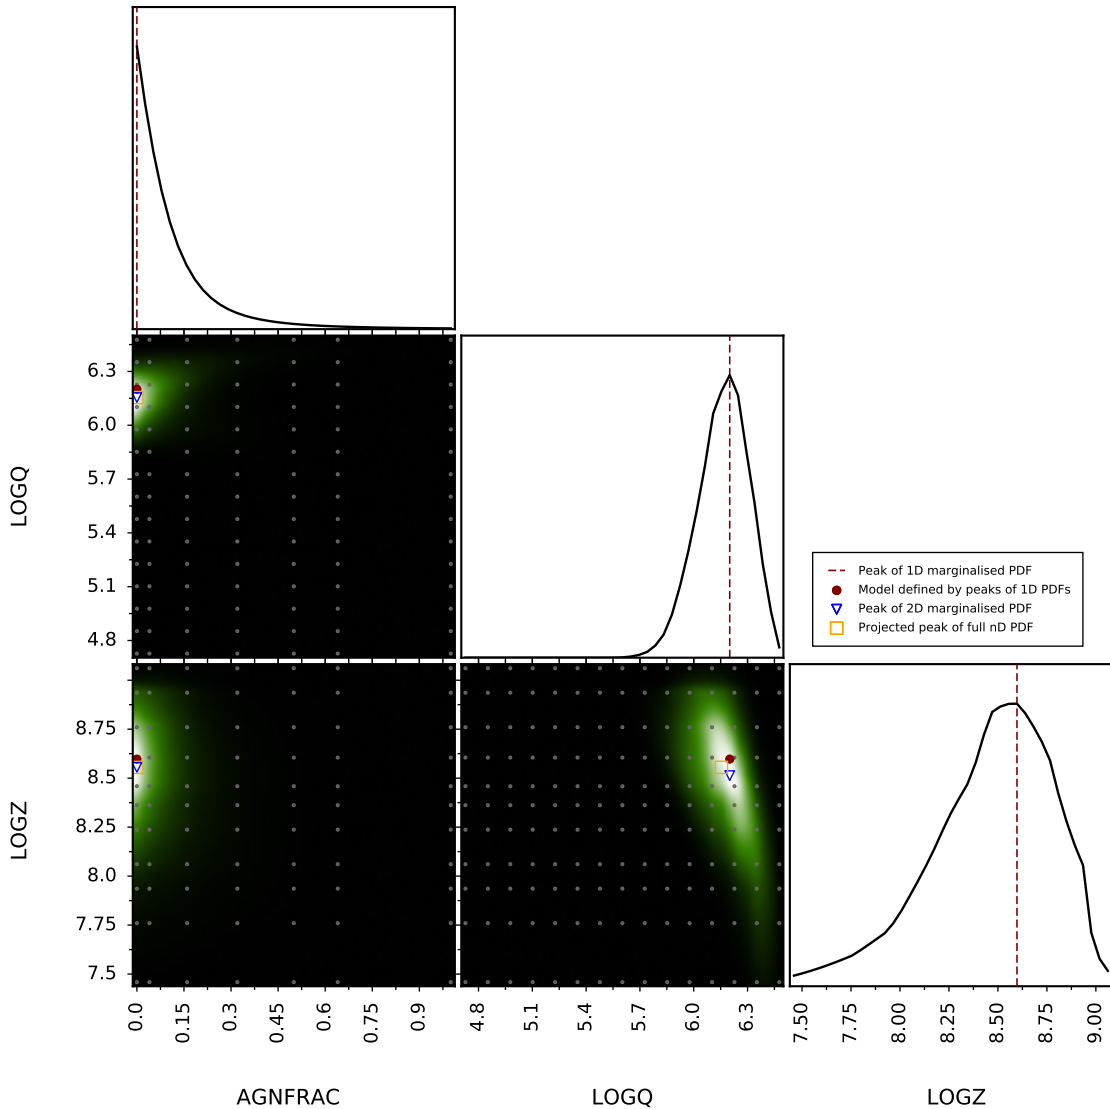 LOGQ
6.3
6.0
5.7
5.4
5.1
4.8
Peak of 1D marginalised PDF
Model defined by peaks of 1D PDFs
Peak of 2D marginalised PDF
Projected peak of full nD PDF
LOGZ
8.75
8.5
8.25
8.0
7.75
7.5
0.0 0.15 0.3 0.45 0.6 0.75 0.9
4.8 5.1 5.4 5.7 6.0 6.3
7.50 7.75 8.00 8.25 8.50 8.75 9.00
AGNFRAC LOGQ LOGZ